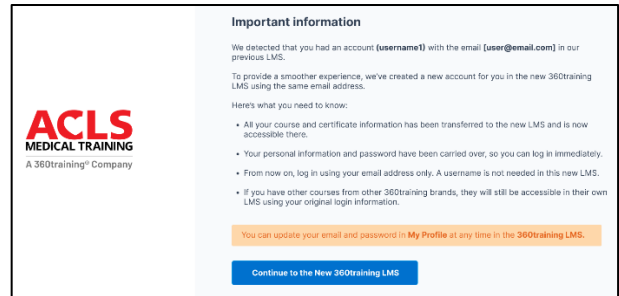 Important information
We detected that you had an account (username1) with the email [user@email.com] in our
previous LMS.
To provide a smoother experience, we've created a new account for you in the new 360training
LMS using the same email address.
Here's what you need to know:
• All your course and certificate information has been transferred to the new LMS and is now
accessible there.
• Your personal information and password have been carried over, so you can log in immediately.
• From now on, log in using your email address only. A username is not needed in this new LMS.
• If you have other courses from other 360training brands, they will still be accessible in their own
LMS using your original login information.
You can update your email and password in My Profile at any time in the 360training LMS.
Continue to the New 360training LMS
ACLS
MEDICAL TRAINING
A 360training® Company